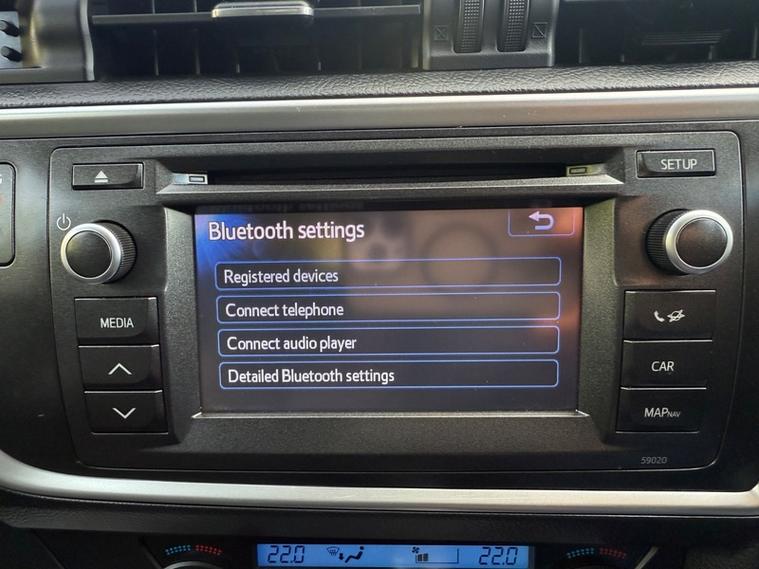 SETUP
Bluetooth settings
Registered devices
Connect telephone
Connect audio player
Detailed Bluetooth settings
MEDIA
CAR
MAPNAV
59020
22.0
22.0